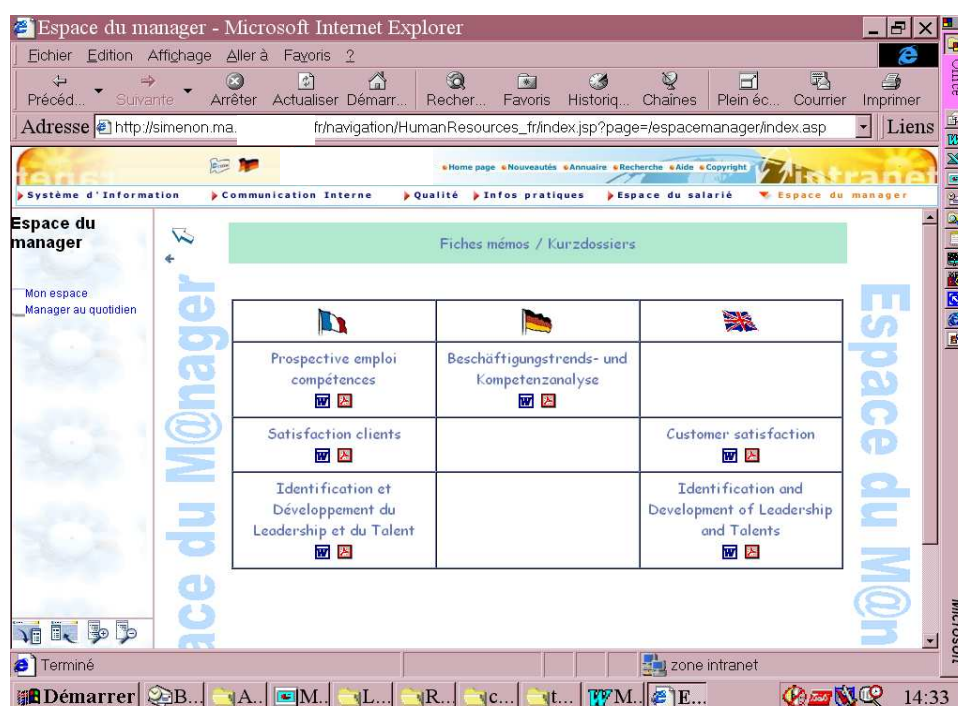 Espace du manager - Microsoft Internet Explorer
Eichier Edition Affichage Aller à Favoris ?
Précéd... Suivante Arrêter Actualiser Démarr... Recher... Favoris Historiq... Chaînes Plein éc... Courrier Imprimer
Adresse http://simenon.ma. fr/navigation/HumanResources_fr/index.jsp?page=/espacemanager/index.asp Liens
Home page Nouveautés Annuaire Recherche Aide Copyright
intranet
Système d'Information Communication Interne Qualité Infos pratiques Espace du salarié Espace du manager
Espace du
manager
Mon espace
Manager au quotidien
Fiches mémos / Kurzdossiers
Prospective emploi
compétences
Beschäftigungstrends- und
Kompetenzanalyse
Satisfaction clients
Customer satisfaction
Identification et
Développement du
Leadership et du Talent
Identification and
Development of Leadership
and Talents
ace du M@nager
Espace du M@n
Office
Microsoft
Terminé zone intranet
Démarrer B... A... M... L... R... c... t... M... E... 14:33